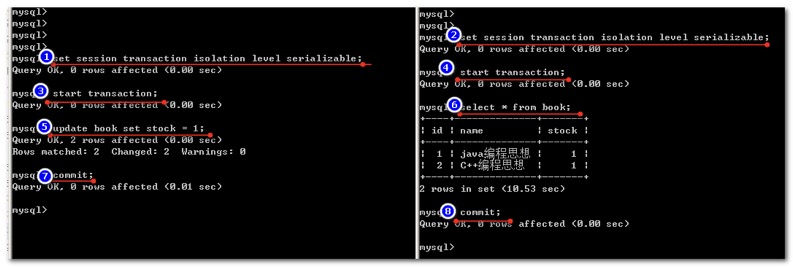 mysql>
mysql>
mysql>
mysql>
mysql> ① set session transaction isolation level serializable;
Query OK, 0 rows affected (0.00 sec)
mysql> ③ start transaction;
Query OK, 0 rows affected (0.00 sec)
mysql> ⑤ update book set stock = 1;
Query OK, 2 rows affected (0.00 sec)
Rows matched: 2 Changed: 2 Warnings: 0
mysql> ⑦ commit;
Query OK, 0 rows affected (0.01 sec)
mysql>
mysql>
mysql>
mysql> ② set session transaction isolation level serializable;
Query OK, 0 rows affected (0.00 sec)
mysql> ④ start transaction;
Query OK, 0 rows affected (0.00 sec)
mysql> ⑥ select * from book;
+----+--------------+-------+
| id | name | stock |
+----+--------------+-------+
| 1 | java编程思想 | 1 |
| 2 | C++编程思想 | 1 |
+----+--------------+-------+
2 rows in set (10.53 sec)
mysql> ⑧ commit;
Query OK, 0 rows affected (0.00 sec)
mysql>